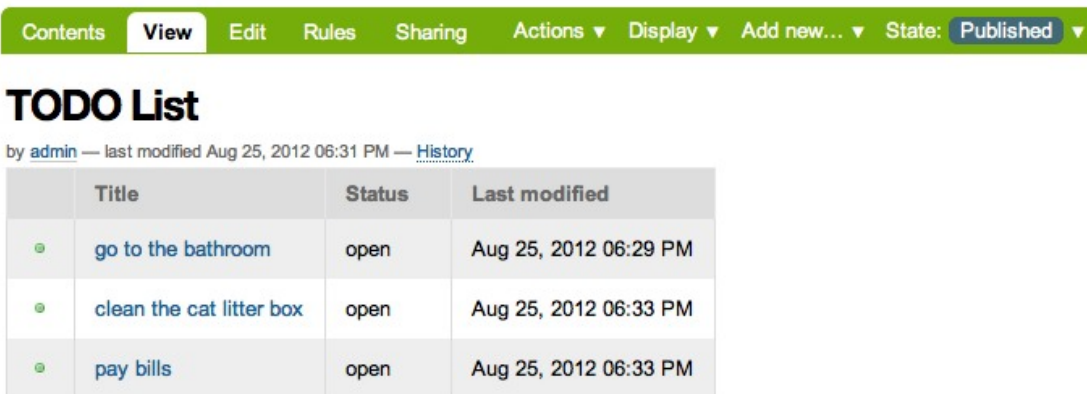 Contents View Edit Rules Sharing Actions ▼ Display ▼ Add new... ▼ State: Published ▼
TODO List
by admin — last modified Aug 25, 2012 06:31 PM — History
Title Status Last modified
go to the bathroom open Aug 25, 2012 06:29 PM
clean the cat litter box open Aug 25, 2012 06:33 PM
pay bills open Aug 25, 2012 06:33 PM